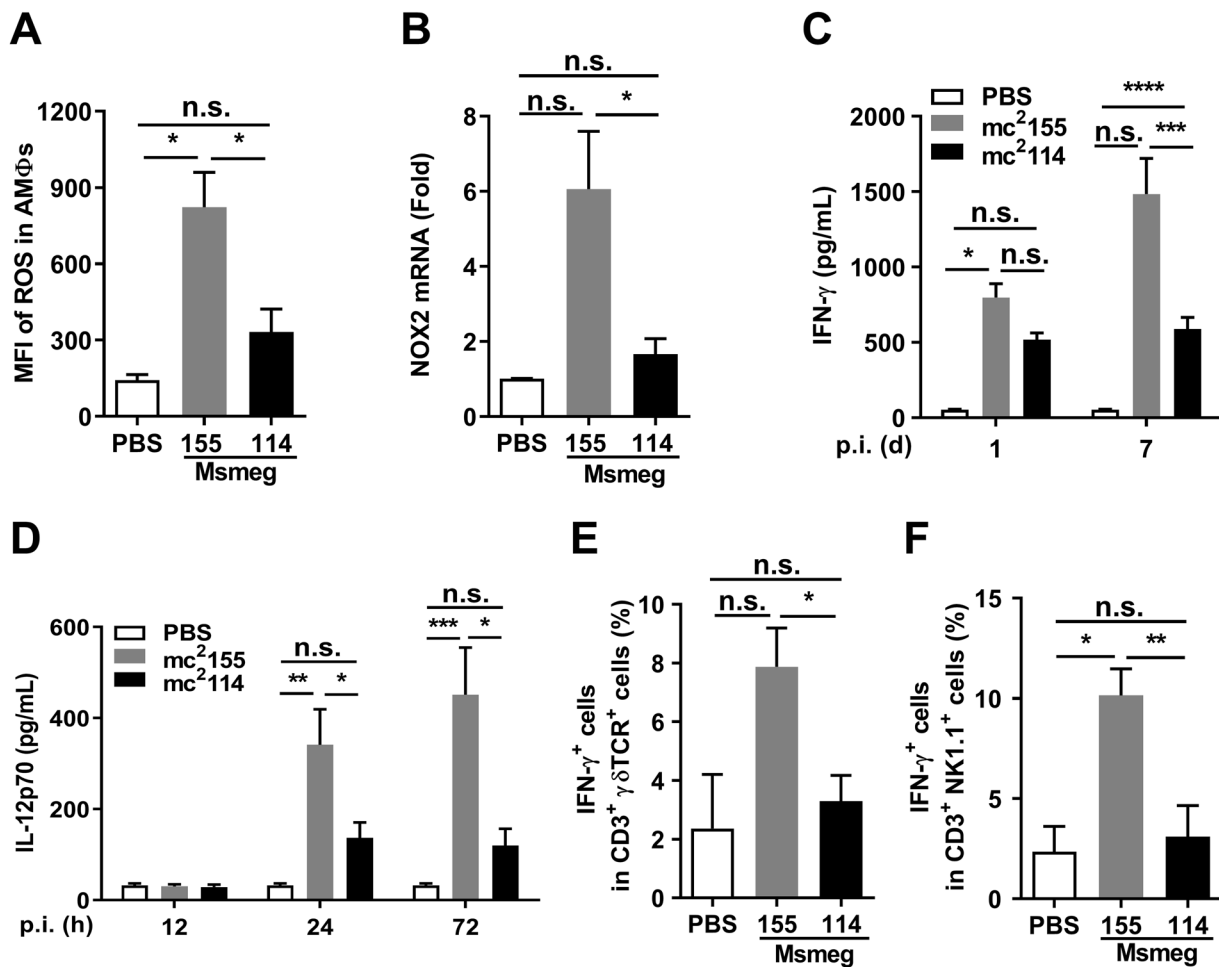 A
n.s.
* *
MFI of ROS in AMΦs
1200
900
600
300
0
PBS 155 114
Msmeg
B
n.s.
n.s. *
NOX2 mRNA (Fold)
8
6
4
2
0
PBS 155 114
Msmeg
C
PBS
mc²155
mc²114
****
n.s. ***
n.s.
* n.s.
IFN-γ (pg/mL)
2000
1500
1000
500
0
p.i. (d) 1 7
D
PBS
mc²155
mc²114
n.s.
** *
n.s.
*** *
IL-12p70 (pg/mL)
600
400
200
0
p.i. (h) 12 24 72
E
n.s.
n.s. *
IFN-γ⁺ cells
in CD3⁺ γδTCR⁺ cells (%)
10
8
6
4
2
0
PBS 155 114
Msmeg
F
n.s.
* **
IFN-γ⁺ cells
in CD3⁺ NK1.1⁺ cells (%)
15
10
5
0
PBS 155 114
Msmeg